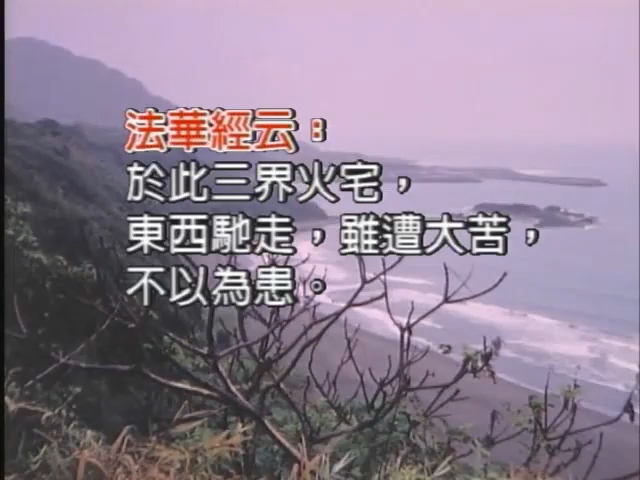 法華經云：
於此三界火宅，
東西馳走，雖遭大苦，
不以為患。